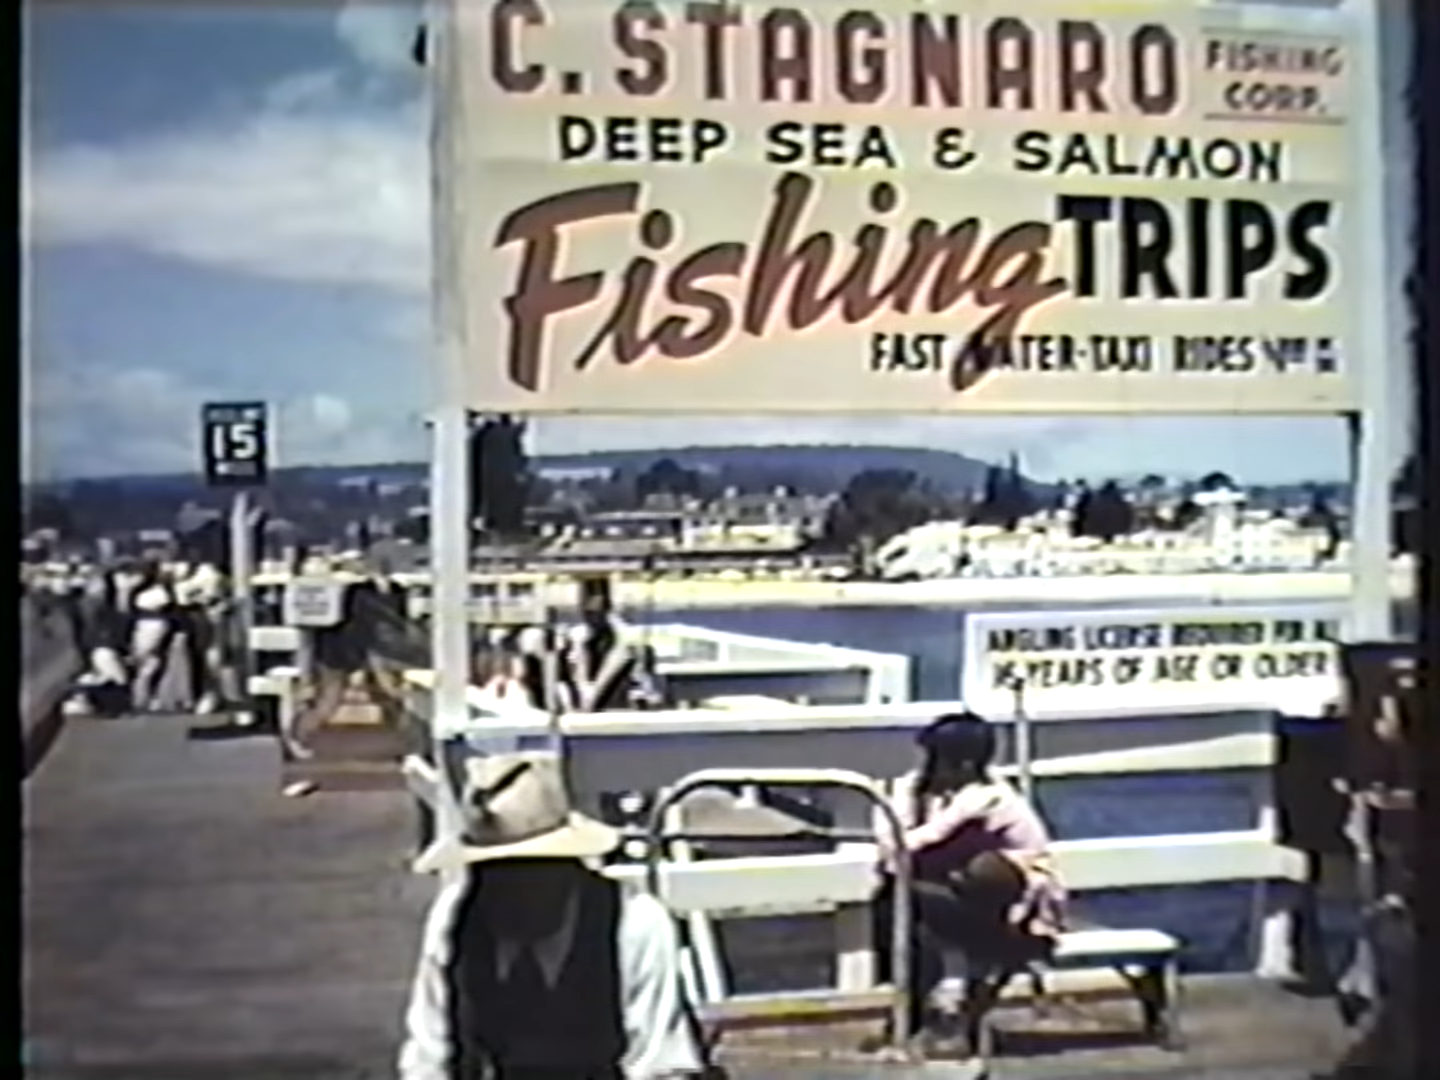 C. STAGNARO FISHING
CORP.
DEEP SEA & SALMON
Fishing TRIPS
FAST WATER-TAXI RIDES
15
ANGLING LICENSE REQUIRED FOR ALL
16 YEARS OF AGE OR OLDER